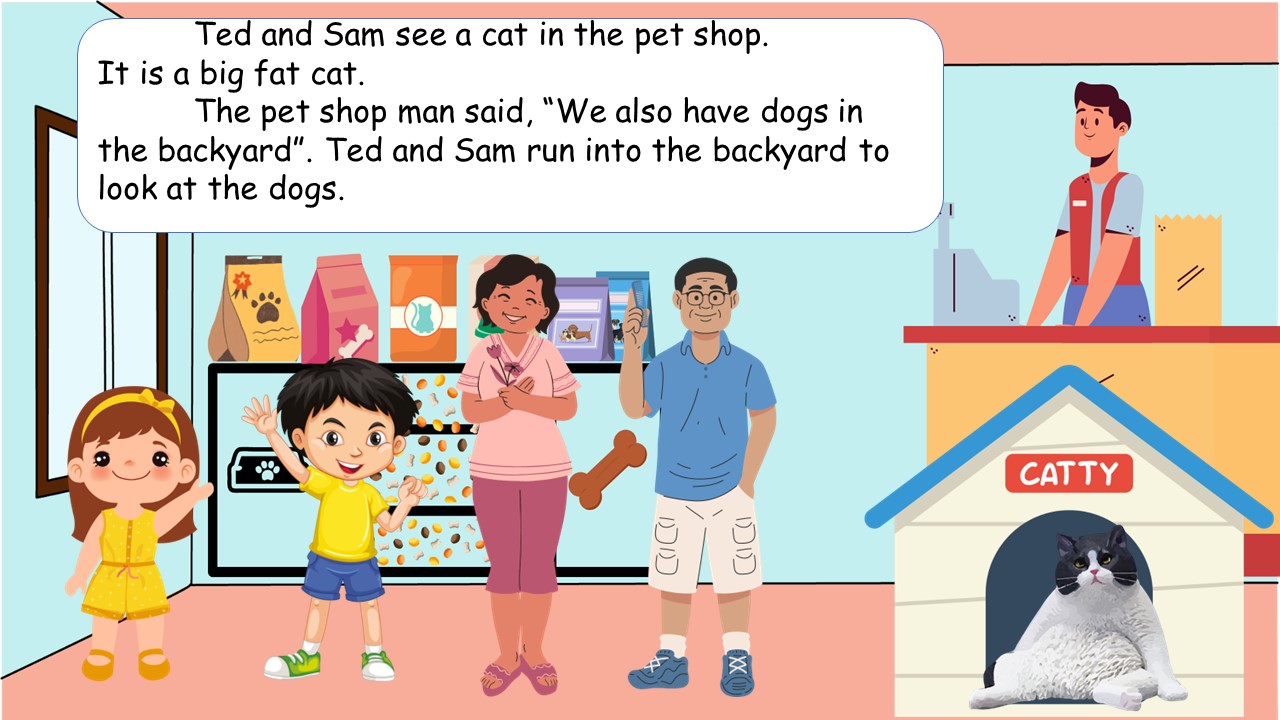 Ted and Sam see a cat in the pet shop.
It is a big fat cat.
The pet shop man said, “We also have dogs in
the backyard”. Ted and Sam run into the backyard to
look at the dogs.
CATTY